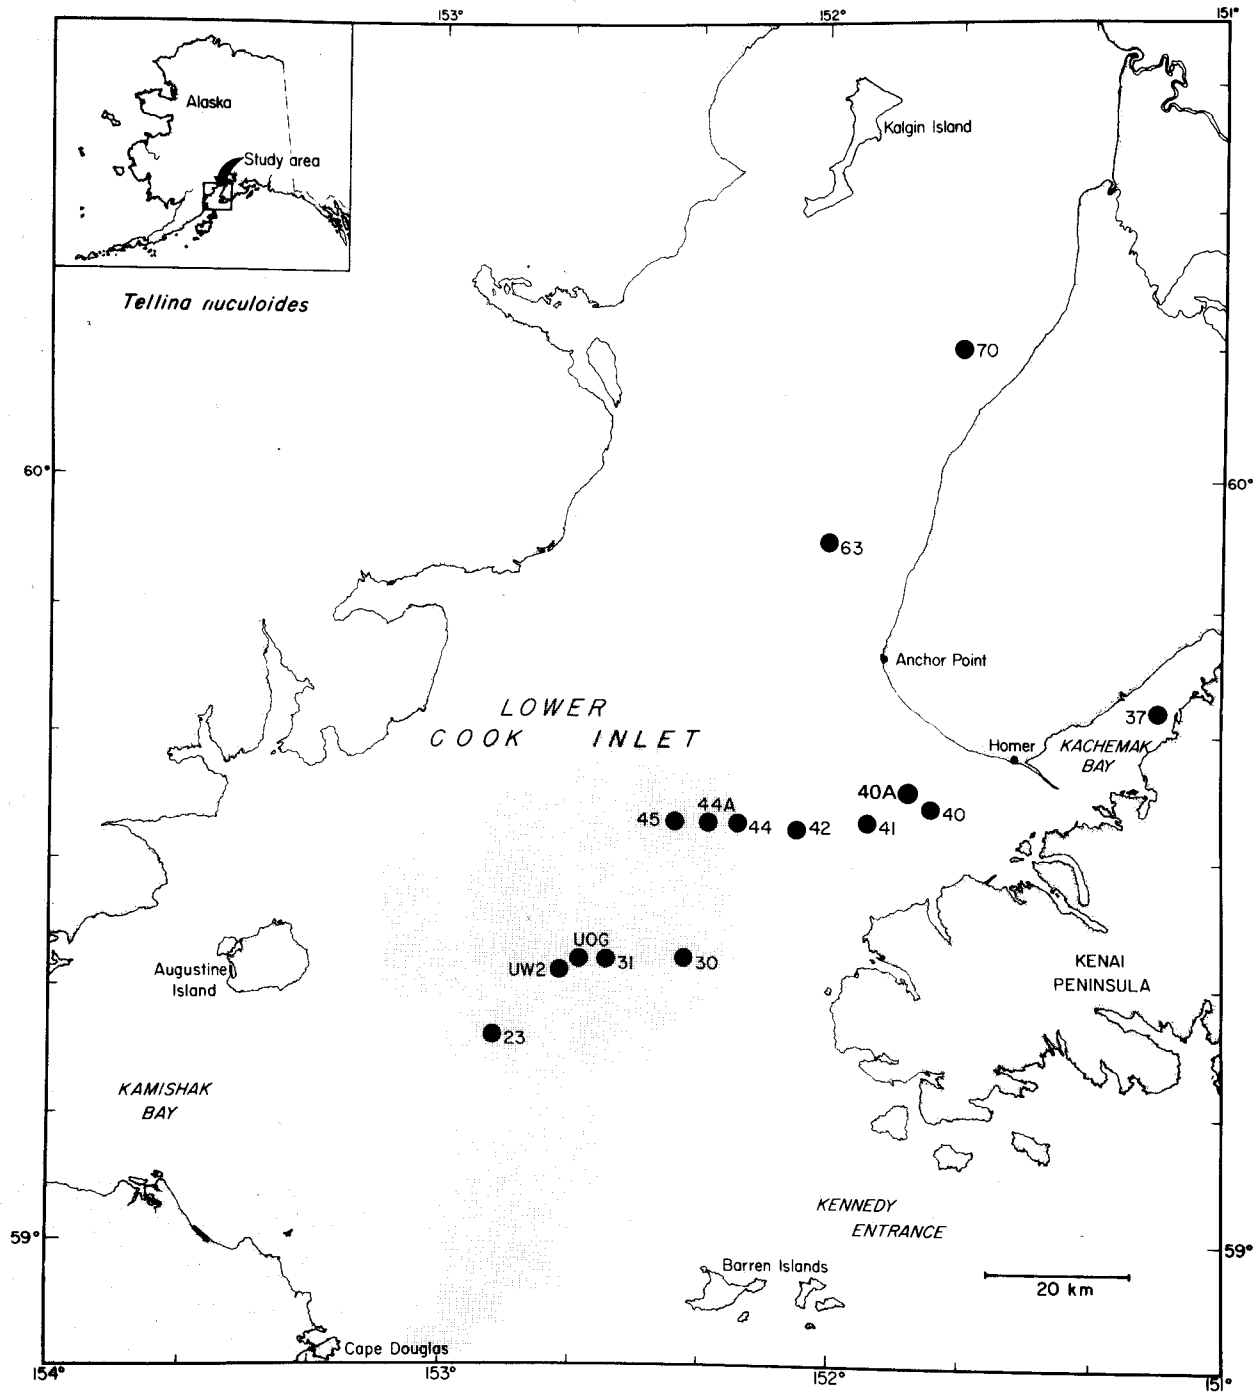 153°
152°
151°
Alaska
Study area
Kalgin Island
Tellina nuculoides
70
60°
60°
63
Anchor Point
LOWER
COOK INLET
37
Homer
KACHEMAK
BAY
40A
40
45
44A
44
42
41
UOG
UW2
31
30
Augustine
Island
KENAI
PENINSULA
23
KAMISHAK
BAY
KENNEDY
ENTRANCE
59°
59°
Barren Islands
20 km
Cape Douglas
154°
153°
152°
151°